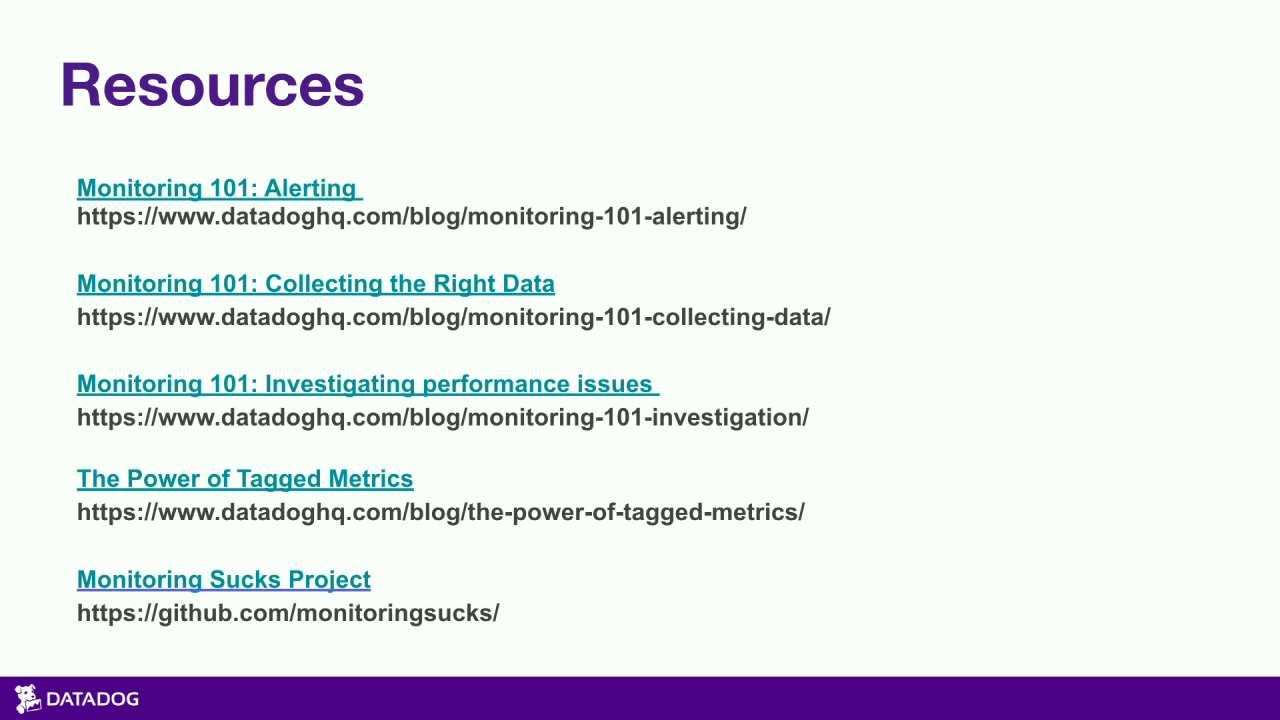 Resources
Monitoring 101: Alerting
https://www.datadoghq.com/blog/monitoring-101-alerting/
Monitoring 101: Collecting the Right Data
https://www.datadoghq.com/blog/monitoring-101-collecting-data/
Monitoring 101: Investigating performance issues
https://www.datadoghq.com/blog/monitoring-101-investigation/
The Power of Tagged Metrics
https://www.datadoghq.com/blog/the-power-of-tagged-metrics/
Monitoring Sucks Project
https://github.com/monitoringsucks/
DATADOG